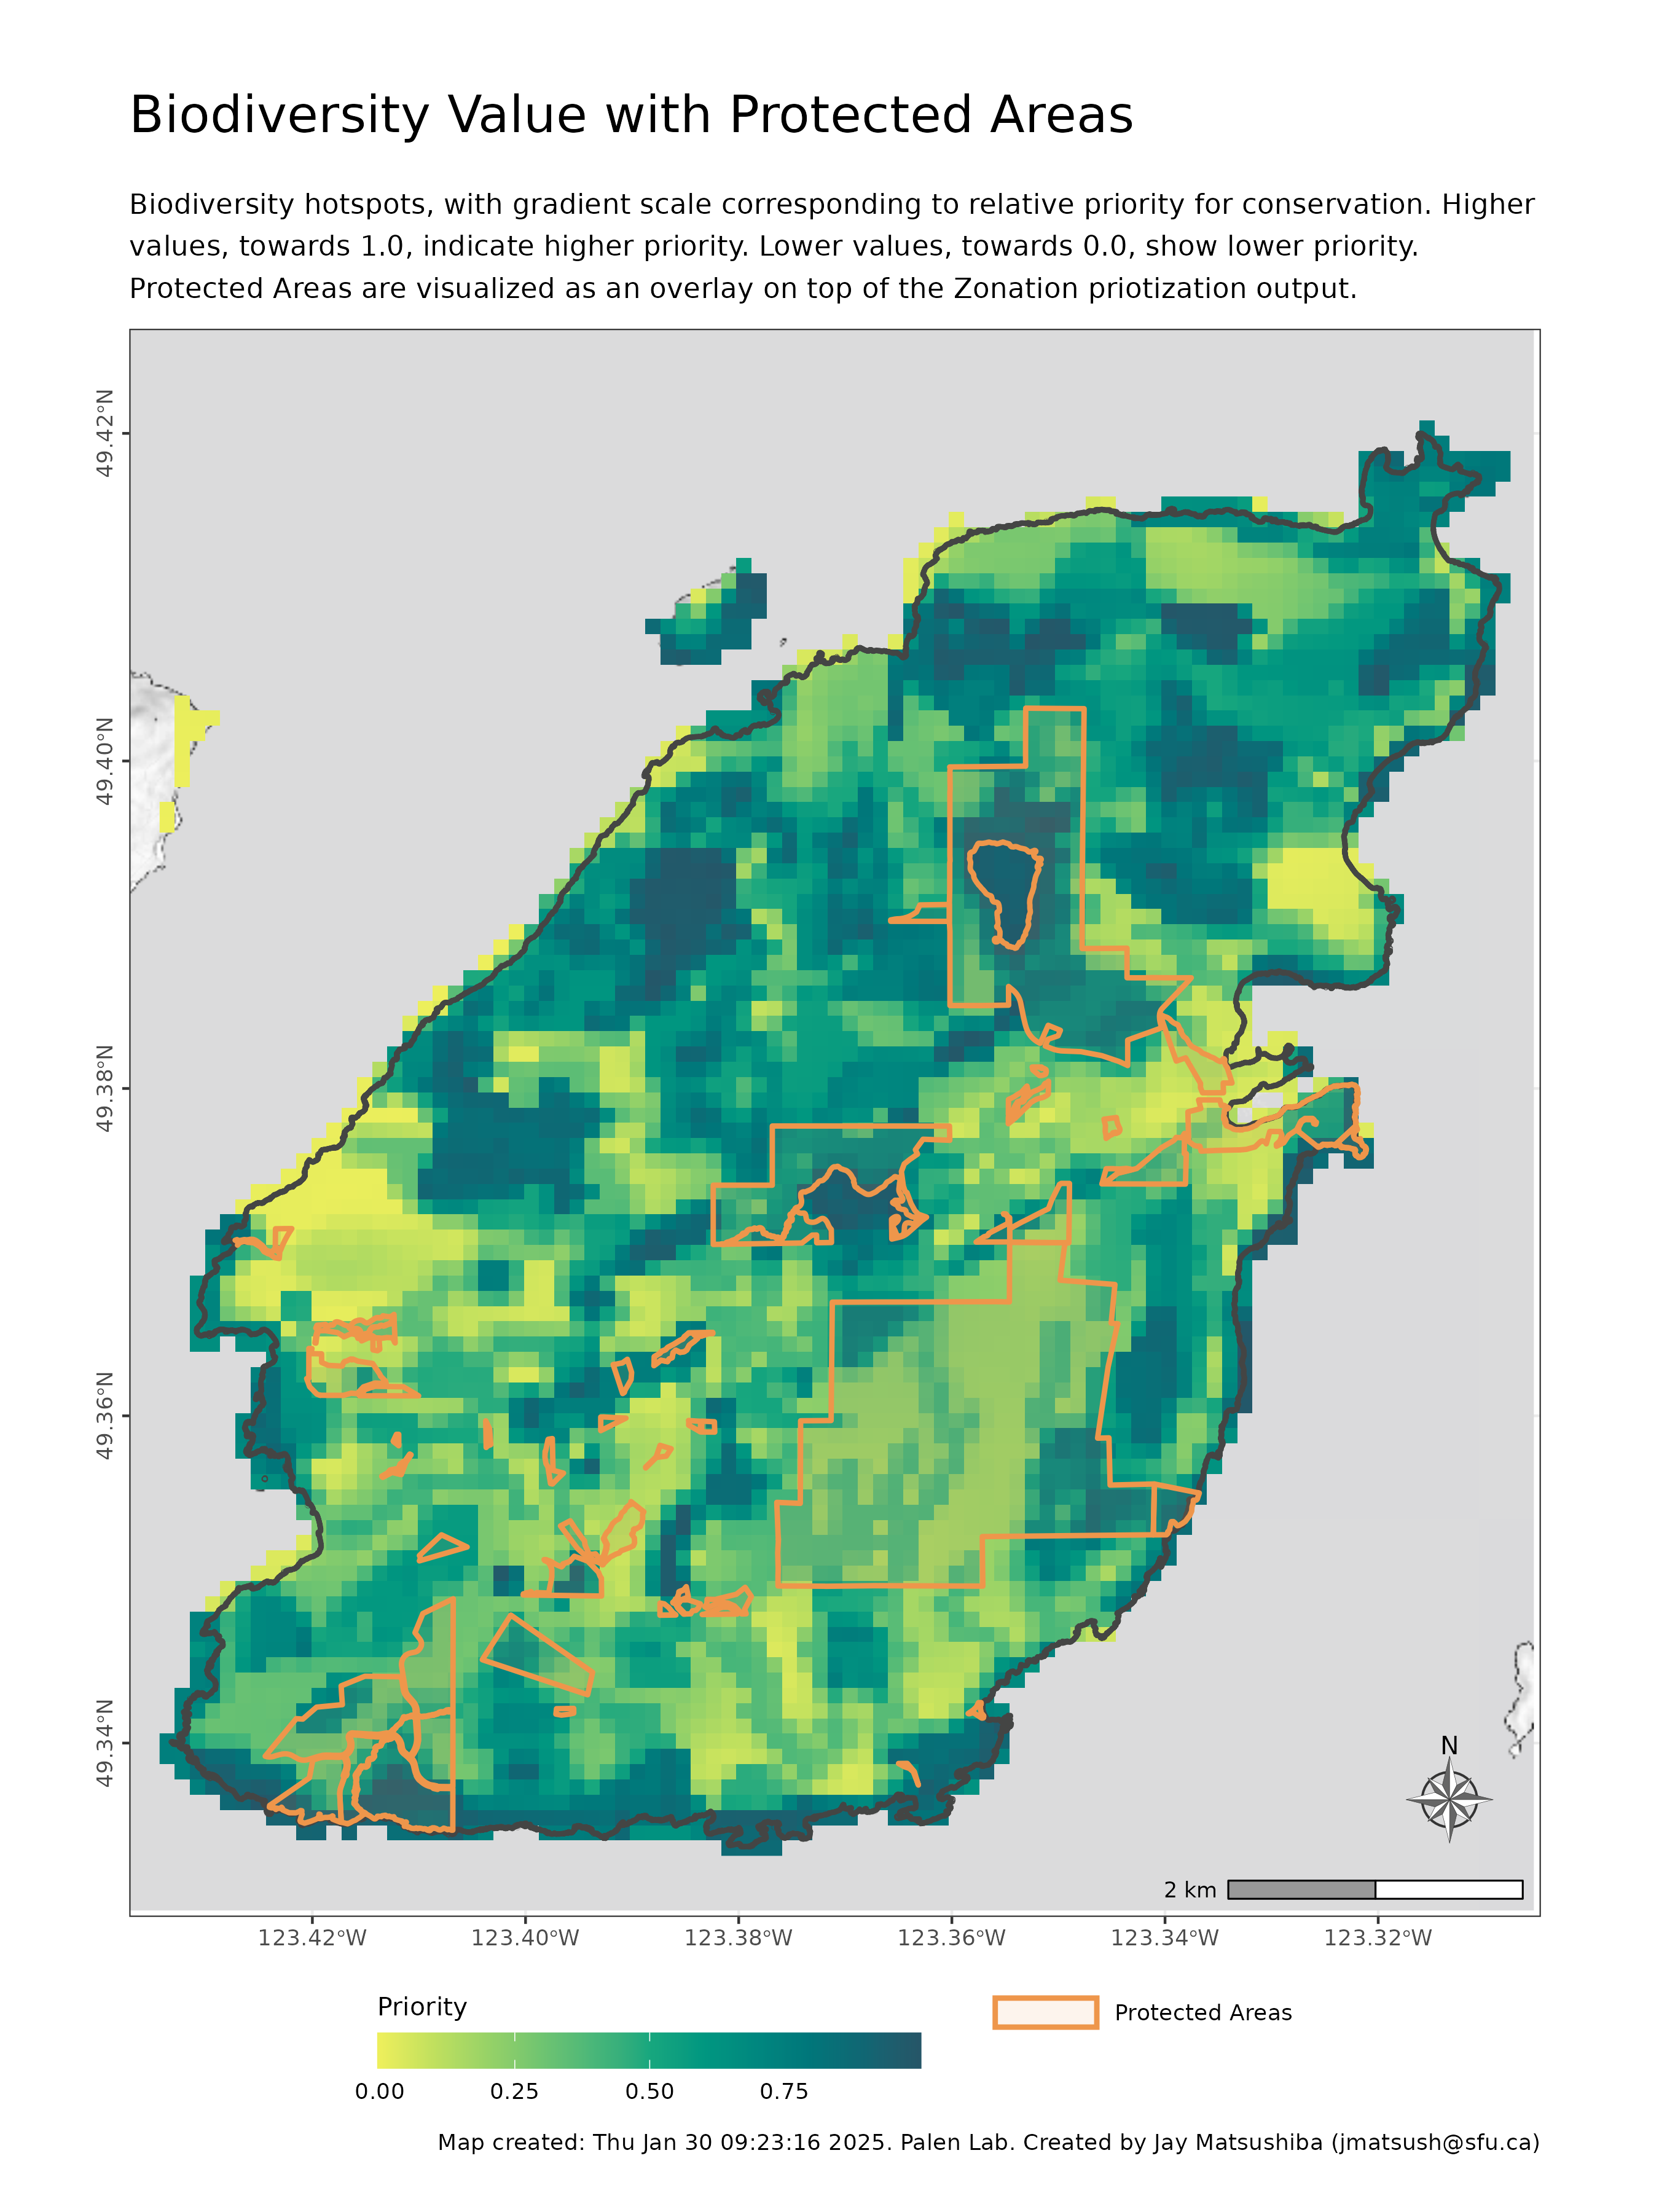 Biodiversity Value with Protected Areas
Biodiversity hotspots, with gradient scale corresponding to relative priority for conservation. Higher
values, towards 1.0, indicate higher priority. Lower values, towards 0.0, show lower priority.
Protected Areas are visualized as an overlay on top of the Zonation priotization output.
49.42°N
49.40°N
49.38°N
49.36°N
49.34°N
N
2 km
123.42°W 123.40°W 123.38°W 123.36°W 123.34°W 123.32°W
Priority
Protected Areas
0.00 0.25 0.50 0.75
Map created: Thu Jan 30 09:23:16 2025. Palen Lab. Created by Jay Matsushiba (jmatsush@sfu.ca)